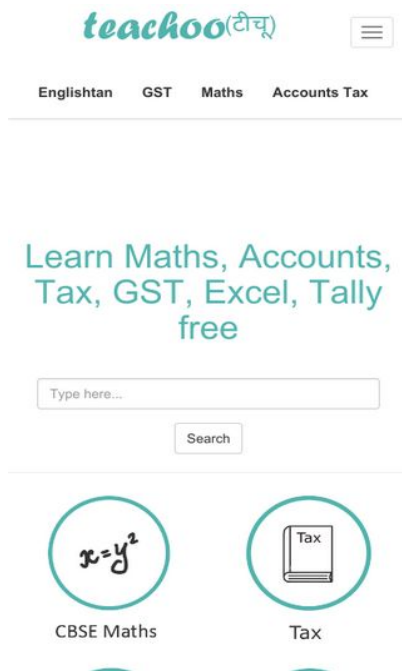 teachoo(टीचू)
Englishtan GST Maths Accounts Tax
Learn Maths, Accounts,
Tax, GST, Excel, Tally
free
Type here...
Search
x=y²
Tax
CBSE Maths
Tax